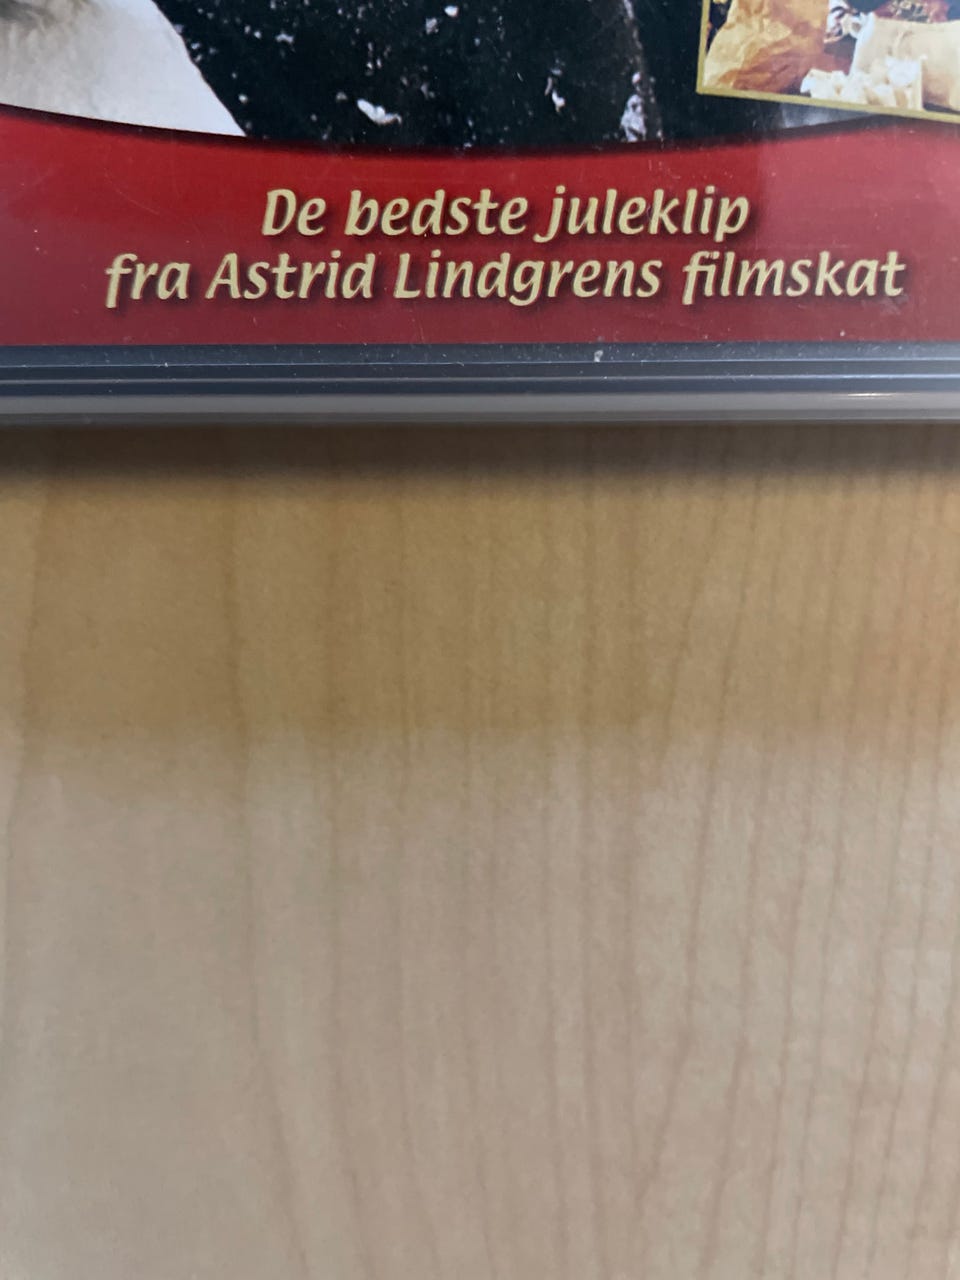 De bedste juleklip
fra Astrid Lindgrens filmskat